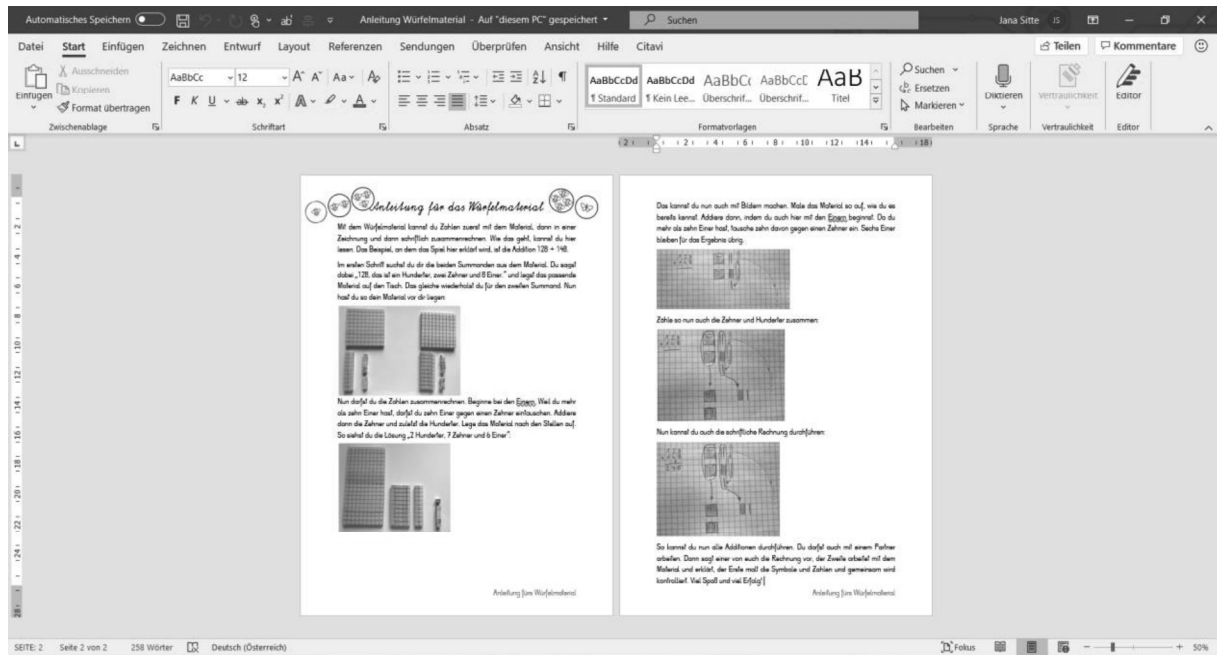 Automatisches Speichern
Anleitung Würfelmaterial - Auf "diesem PC" gespeichert
Suchen
Jana Sitte
JS
Datei Start Einfügen Zeichnen Entwurf Layout Referenzen Sendungen Überprüfen Ansicht Hilfe Citavi
Teilen
Kommentare
Einfügen
Ausschneiden
Kopieren
Format übertragen
Zwischenablage
AaBbCc
12
F K U ab x, x²
Schriftart
Absatz
AaBbCcDd AaBbCcDd AaBbCc AaBbCcC AaB
¶ Standard ¶ Kein Lee... Überschrif... Überschrif... Titel
Formatvorlagen
Suchen
Ersetzen
Markieren
Bearbeiten
Diktieren
Sprache
Vertraulichkeit
Vertraulichkeit
Editor
Editor
Anleitung für das Würfelmaterial
Mit dem Würfelmaterial kannst du Zahlen zuerst mit dem Material, dann in einer
Zeichnung und dann schriftlich zusammenrechnen. Wie das geht, kannst du hier
lesen. Das Beispiel, an dem das Spiel hier erklärt wird, ist die Addition 128 + 148.
Im ersten Schritt suchst du dir die beiden Summanden aus dem Material. Du sagst
dabei „128, das ist ein Hunderter, zwei Zehner und 8 Einer." und legst das passende
Material auf den Tisch. Das gleiche wiederholst du für den zweiten Summand. Nun
hast du so dein Material vor dir liegen:
Nun darfst du die Zahlen zusammenrechnen. Beginne bei den Einern. Weil du mehr
als zehn Einer hast, darfst du zehn Einer gegen einen Zehner eintauschen. Addiere
dann die Zehner und zuletzt die Hunderter. Lege das Material nach den Stellen auf.
So siehst du die Lösung „2 Hunderter, 7 Zehner und 6 Einer":
Anleitung fürs Würfelmaterial
Das kannst du nun auch mit Bildern machen. Male das Material so auf, wie du es
bereits kennst. Addiere dann, indem du auch hier mit den Einern beginnst. Da du
mehr als zehn Einer hast, tausche zehn davon gegen einen Zehner ein. Sechs Einer
bleiben für das Ergebnis übrig.
Zähle so nun auch die Zehner und Hunderter zusammen:
Nun kannst du auch die schriftliche Rechnung durchführen:
So kannst du nun alle Additionen durchführen. Du darfst auch mit einem Partner
arbeiten. Dann sagt einer von euch die Rechnung vor, der Zweite arbeitet mit dem
Material und erklärt, der Erste malt die Symbole und Zahlen und gemeinsam wird
kontrolliert. Viel Spaß und viel Erfolg!
Anleitung fürs Würfelmaterial
SEITE: 2 Seite 2 von 2 258 Wörter Deutsch (Österreich)
Fokus
50%